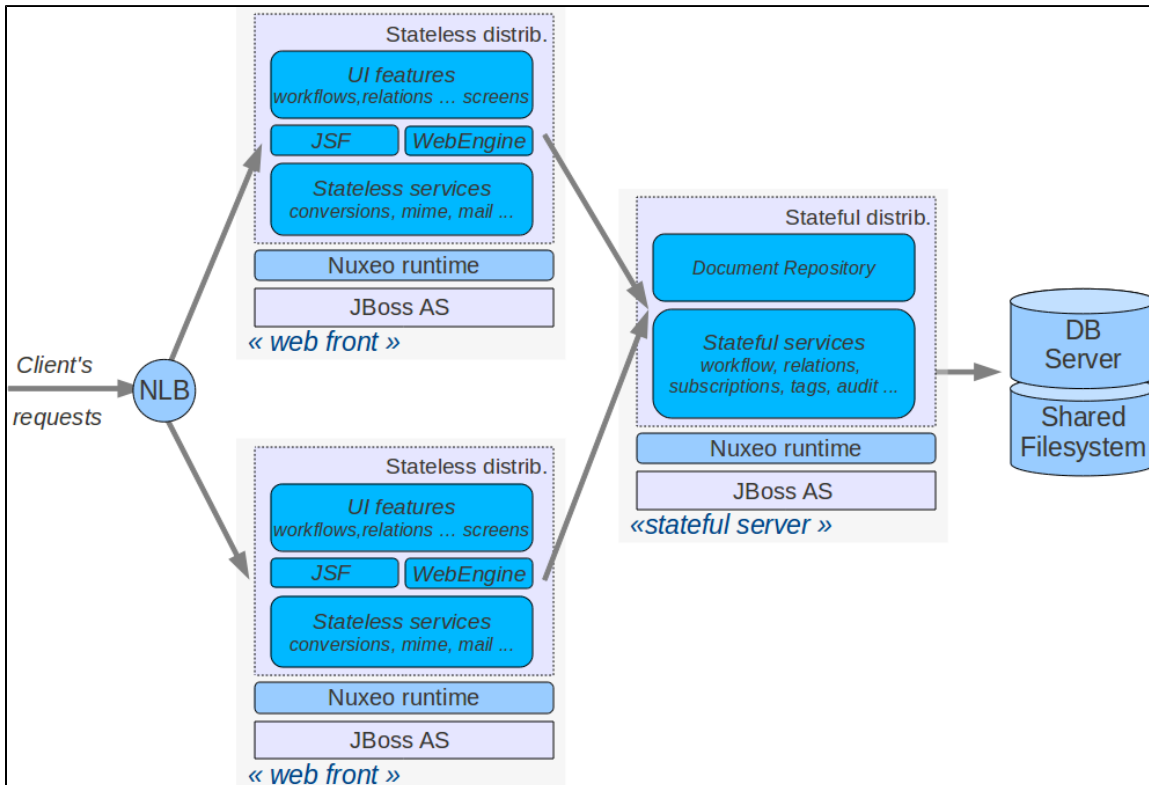 Stateless distrib.
UI features
workflows,relations ... screens
JSF
WebEngine
Stateless services
conversions, mime, mail ...
Nuxeo runtime
JBoss AS
« web front »
Client's
requests
NLB
Stateless distrib.
UI features
workflows,relations ... screens
JSF
WebEngine
Stateless services
conversions, mime, mail ...
Nuxeo runtime
JBoss AS
« web front »
Stateful distrib.
Document Repository
Stateful services
workflow, relations,
subscriptions, tags, audit ...
Nuxeo runtime
JBoss AS
«stateful server »
DB
Server
Shared
Filesystem